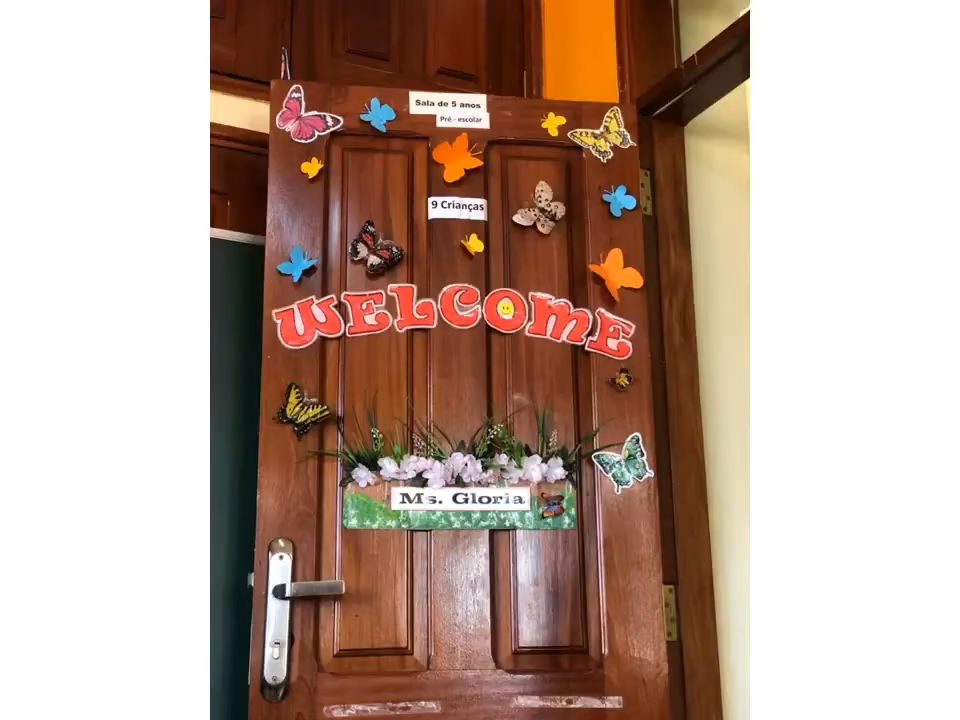 Sala de 5 anos
Pré - escolar
9 Crianças
WELCOME
Ms. Gloria